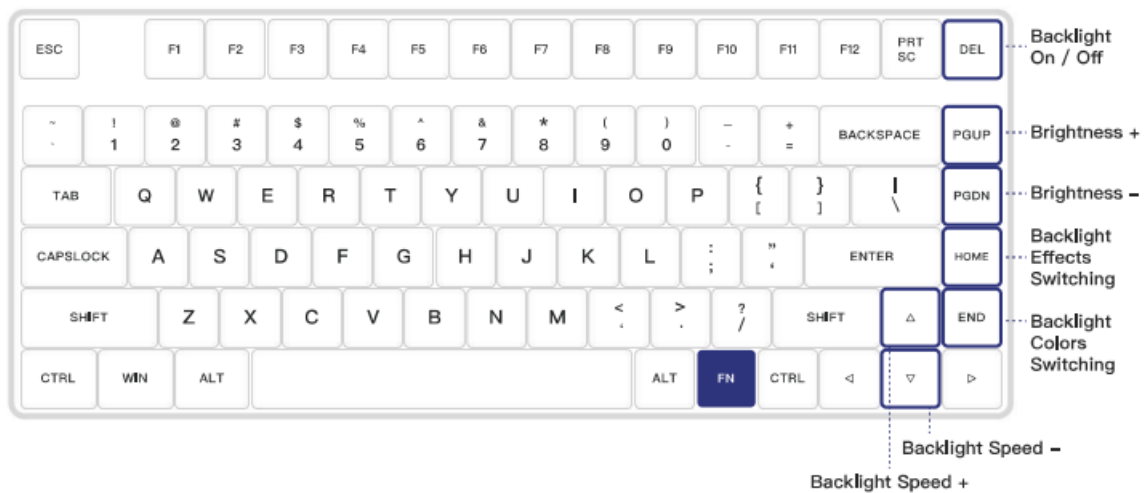 ESC F1 F2 F3 F4 F5 F6 F7 F8 F9 F10 F11 F12 PRT SC DEL
Backlight
On / Off
~ ! @ # $ % ^ & * ( ) — +
` 1 2 3 4 5 6 7 8 9 0 - = BACKSPACE PGUP
Brightness +
TAB Q W E R T Y U I O P { [ } ] | \ PGDN
Brightness –
CAPSLOCK A S D F G H J K L : ; " ‘ ENTER HOME
Backlight
Effects
Switching
SHIFT Z X C V B N M < , > . ? / SHIFT △ END
Backlight
Colors
Switching
CTRL WIN ALT ALT FN CTRL ◁ ▽ ▷
Backlight Speed –
Backlight Speed +